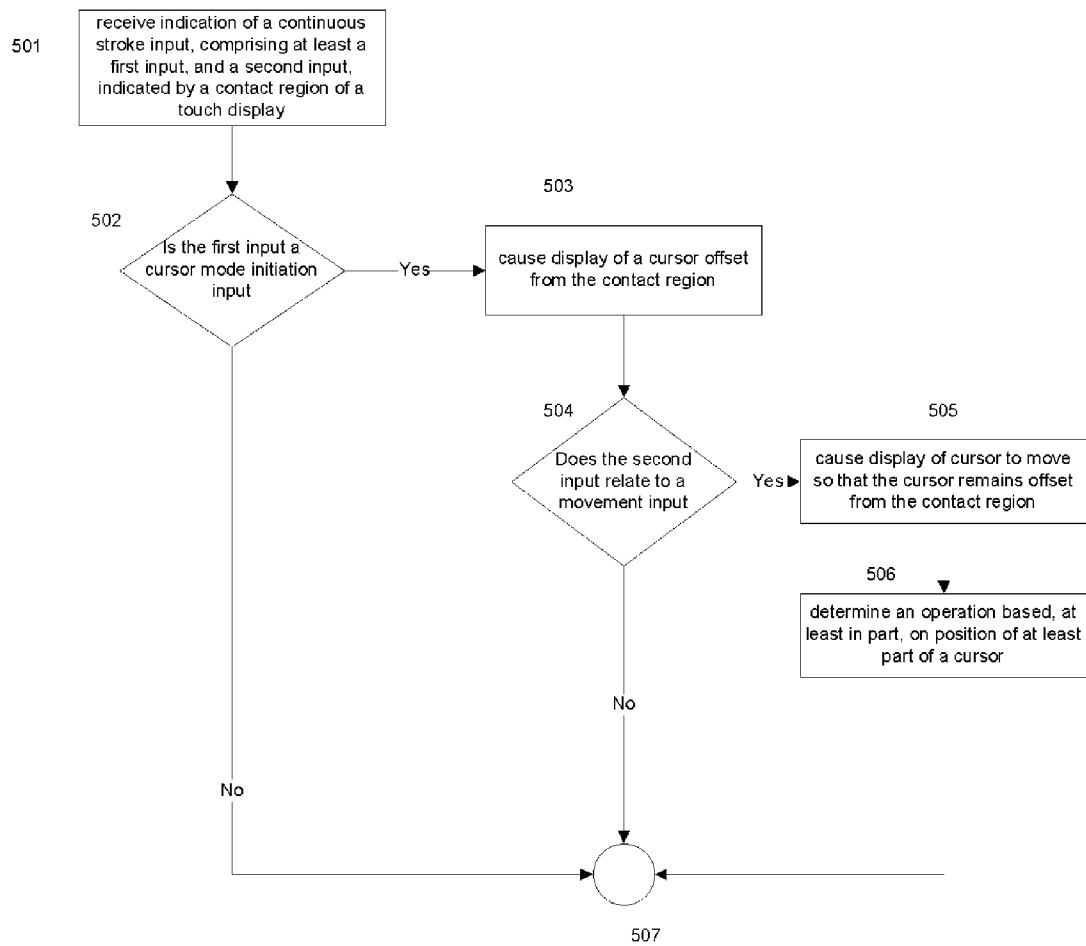 501
receive indication of a continuous
stroke input, comprising at least a
first input, and a second input,
indicated by a contact region of a
touch display
502
Is the first input a
cursor mode initiation
input
Yes
503
cause display of a cursor offset
from the contact region
504
Does the second
input relate to a
movement input
Yes
505
cause display of cursor to move
so that the cursor remains offset
from the contact region
506
determine an operation based, at
least in part, on position of at least
part of a cursor
No
No
507